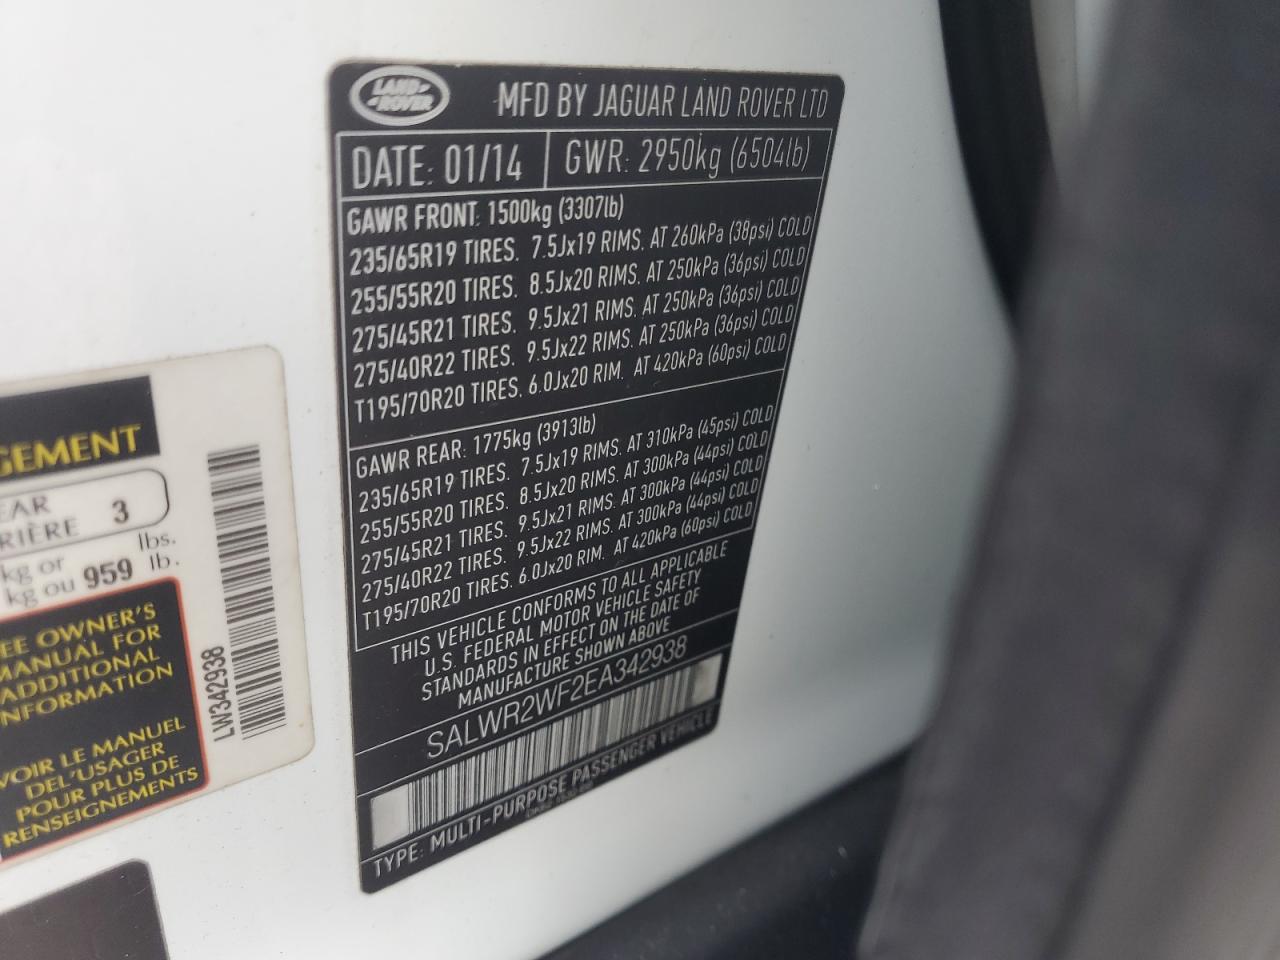 LAND
ROVER
MFD BY JAGUAR LAND ROVER LTD
DATE: 01/14
GWR: 2950kg (6504lb)
GAWR FRONT: 1500kg (3307lb)
235/65R19 TIRES. 7.5Jx19 RIMS. AT 260kPa (38psi) COLD
255/55R20 TIRES. 8.5Jx20 RIMS. AT 250kPa (36psi) COLD
275/45R21 TIRES. 9.5Jx21 RIMS. AT 250kPa (36psi) COLD
275/40R22 TIRES. 9.5Jx22 RIMS. AT 250kPa (36psi) COLD
T195/70R20 TIRES. 6.0Jx20 RIM. AT 420kPa (60psi) COLD
GAWR REAR: 1775kg (3913lb)
235/65R19 TIRES. 7.5Jx19 RIMS. AT 310kPa (45psi) COLD
255/55R20 TIRES. 8.5Jx20 RIMS. AT 300kPa (44psi) COLD
275/45R21 TIRES. 9.5Jx21 RIMS. AT 300kPa (44psi) COLD
275/40R22 TIRES. 9.5Jx22 RIMS. AT 300kPa (44psi) COLD
T195/70R20 TIRES. 6.0Jx20 RIM. AT 420kPa (60psi) COLD
THIS VEHICLE CONFORMS TO ALL APPLICABLE
U.S. FEDERAL MOTOR VEHICLE SAFETY
STANDARDS IN EFFECT ON THE DATE OF
MANUFACTURE SHOWN ABOVE
SALWR2WF2EA342938
TYPE: MULTI-PURPOSE PASSENGER VEHICLE
GEMENT
EAR
RIÈRE 3
kg or lbs.
kg ou 959 lb.
EE OWNER'S
MANUAL FOR
ADDITIONAL
NFORMATION
VOIR LE MANUEL
DEL'USAGER
POUR PLUS DE
RENSEIGNEMENTS
LW342938